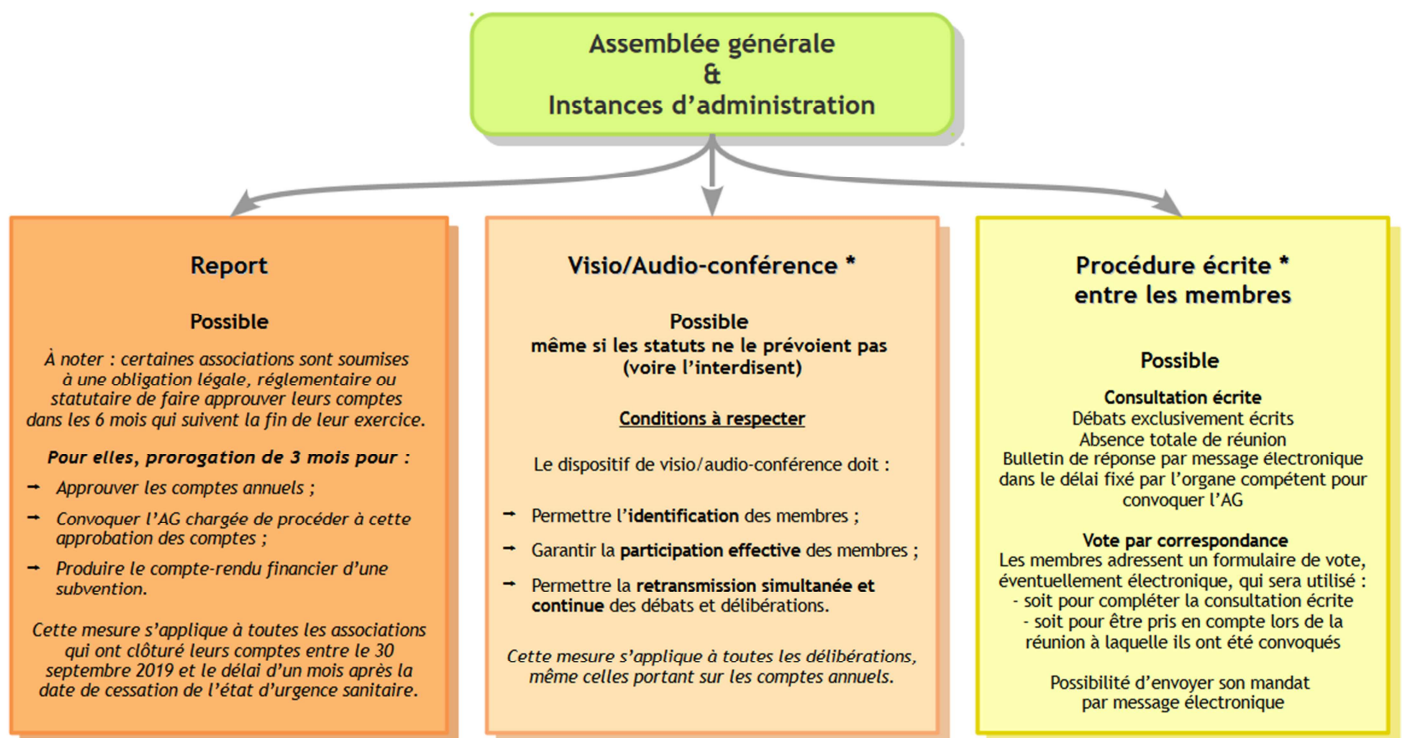 Assemblée générale
&
Instances d’administration
Report
Possible
À noter : certaines associations sont soumises
à une obligation légale, réglementaire ou
statutaire de faire approuver leurs comptes
dans les 6 mois qui suivent la fin de leur exercice.
Pour elles, prorogation de 3 mois pour :
→ Approuver les comptes annuels ;
→ Convoquer l’AG chargée de procéder à cette
approbation des comptes ;
→ Produire le compte-rendu financier d’une
subvention.
Cette mesure s’applique à toutes les associations
qui ont clôturé leurs comptes entre le 30
septembre 2019 et le délai d’un mois après la
date de cessation de l’état d’urgence sanitaire.
Visio/Audio-conférence *
Possible
même si les statuts ne le prévoient pas
(voire l’interdisent)
Conditions à respecter
Le dispositif de visio/audio-conférence doit :
→ Permettre l’identification des membres ;
→ Garantir la participation effective des membres ;
→ Permettre la retransmission simultanée et
continue des débats et délibérations.
Cette mesure s’applique à toutes les délibérations,
même celles portant sur les comptes annuels.
Procédure écrite *
entre les membres
Possible
Consultation écrite
Débats exclusivement écrits
Absence totale de réunion
Bulletin de réponse par message électronique
dans le délai fixé par l’organe compétent pour
convoquer l’AG
Vote par correspondance
Les membres adressent un formulaire de vote,
éventuellement électronique, qui sera utilisé :
- soit pour compléter la consultation écrite
- soit pour être pris en compte lors de la
réunion à laquelle ils ont été convoqués
Possibilité d’envoyer son mandat
par message électronique